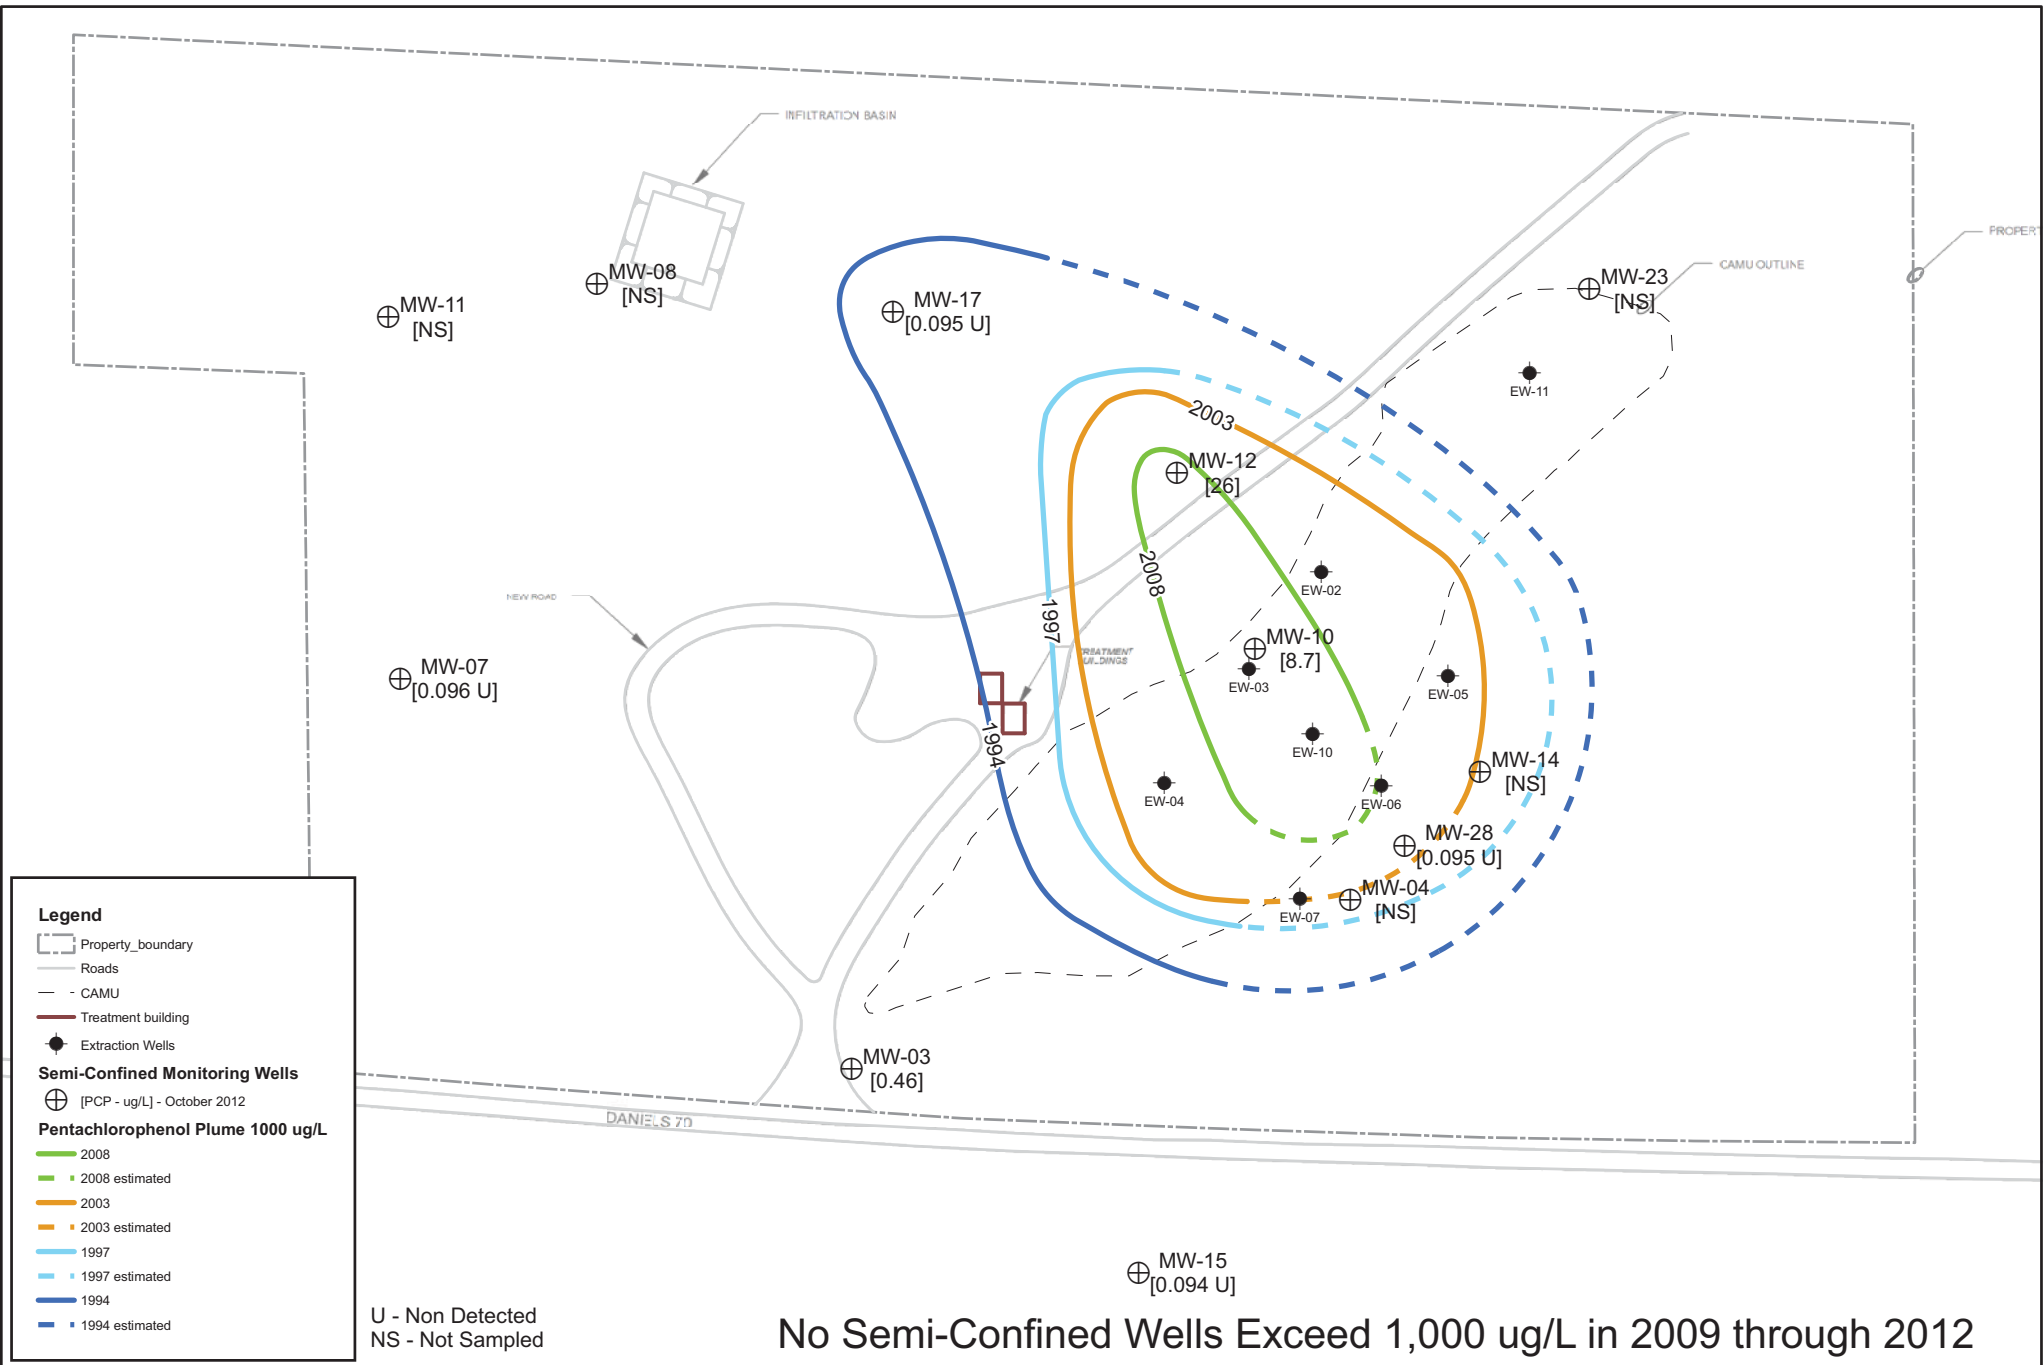 INFILTRATION BASIN
PROPERT
CAMU OUTLINE
MW-23
[NS]
MW-08
[NS]
MW-11
[NS]
MW-17
[0.095 U]
EW-11
2003
MW-12
[26]
2008
EW-02
NEW ROAD
1997
MW-10
[8.7]
TREATMENT
BUILDINGS
MW-07
[0.096 U]
EW-03
EW-05
1994
EW-10
MW-14
[NS]
EW-04
EW-06
MW-28
[0.095 U]
MW-04
[NS]
EW-07
MW-03
[0.46]
DANIELS 70
MW-15
[0.094 U]
Legend
Property_boundary
Roads
CAMU
Treatment building
Extraction Wells
Semi-Confined Monitoring Wells
[PCP - ug/L] - October 2012
Pentachlorophenol Plume 1000 ug/L
2008
2008 estimated
2003
2003 estimated
1997
1997 estimated
1994
1994 estimated
U - Non Detected
NS - Not Sampled
No Semi-Confined Wells Exceed 1,000 ug/L in 2009 through 2012